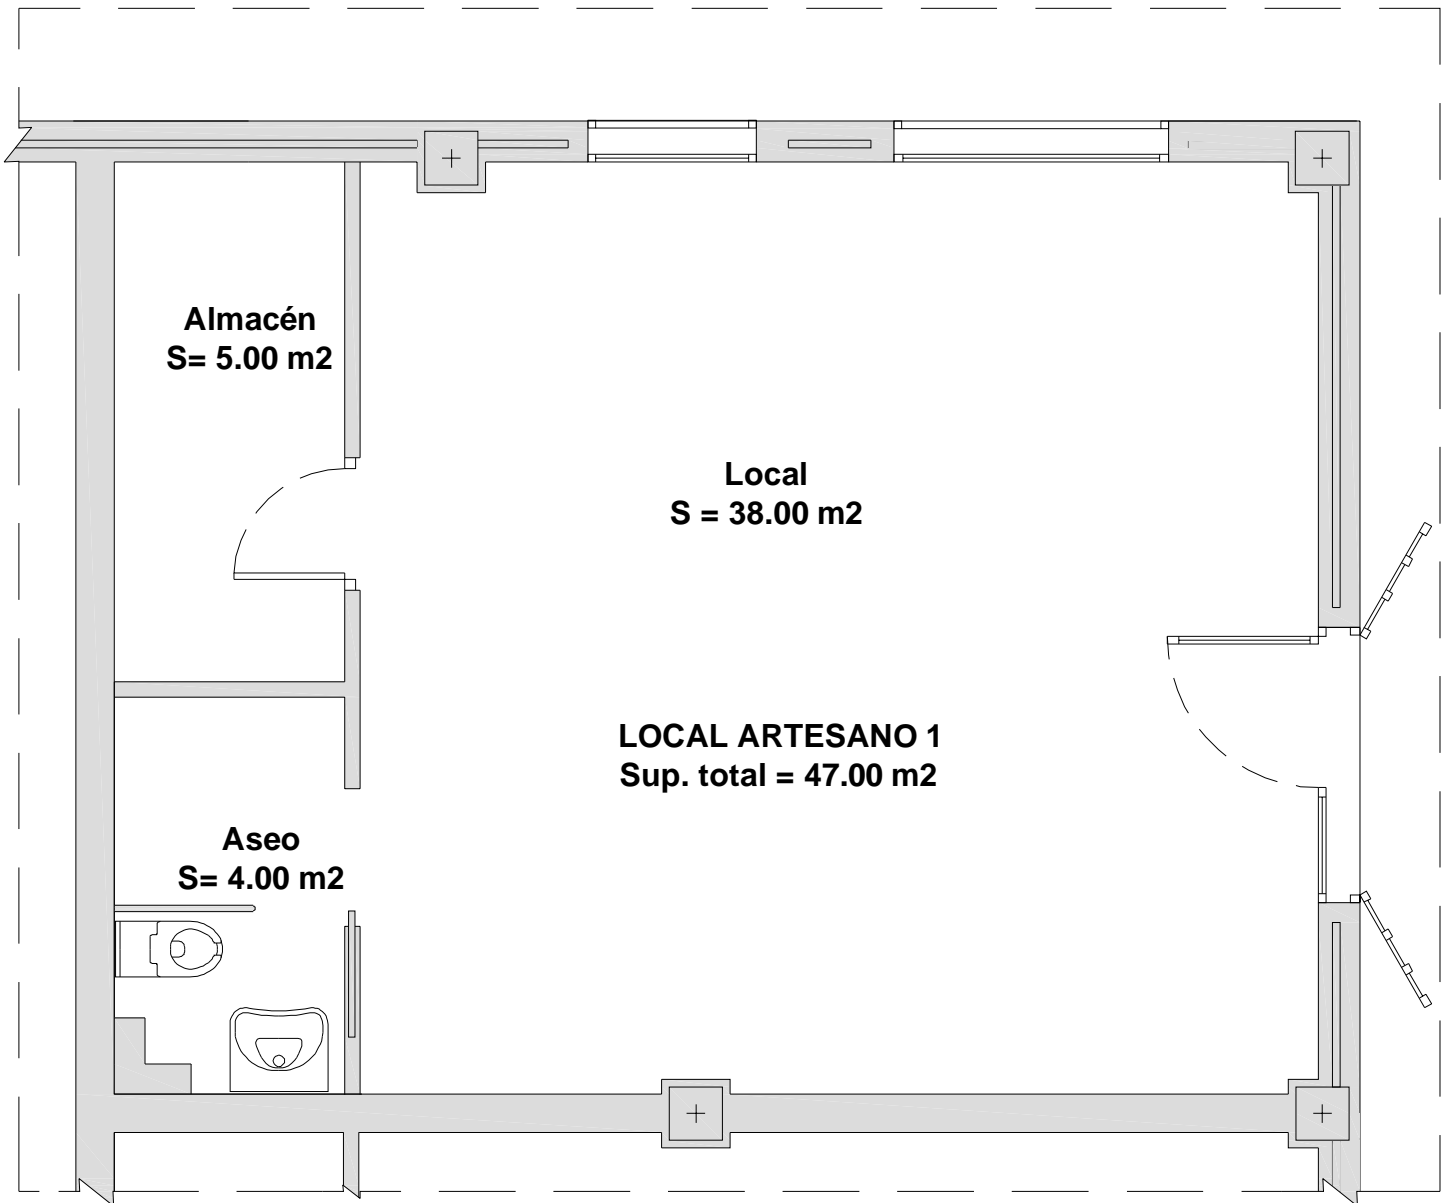 Almacén
S= 5.00 m2
Local
S = 38.00 m2
LOCAL ARTESANO 1
Sup. total = 47.00 m2
Aseo
S= 4.00 m2